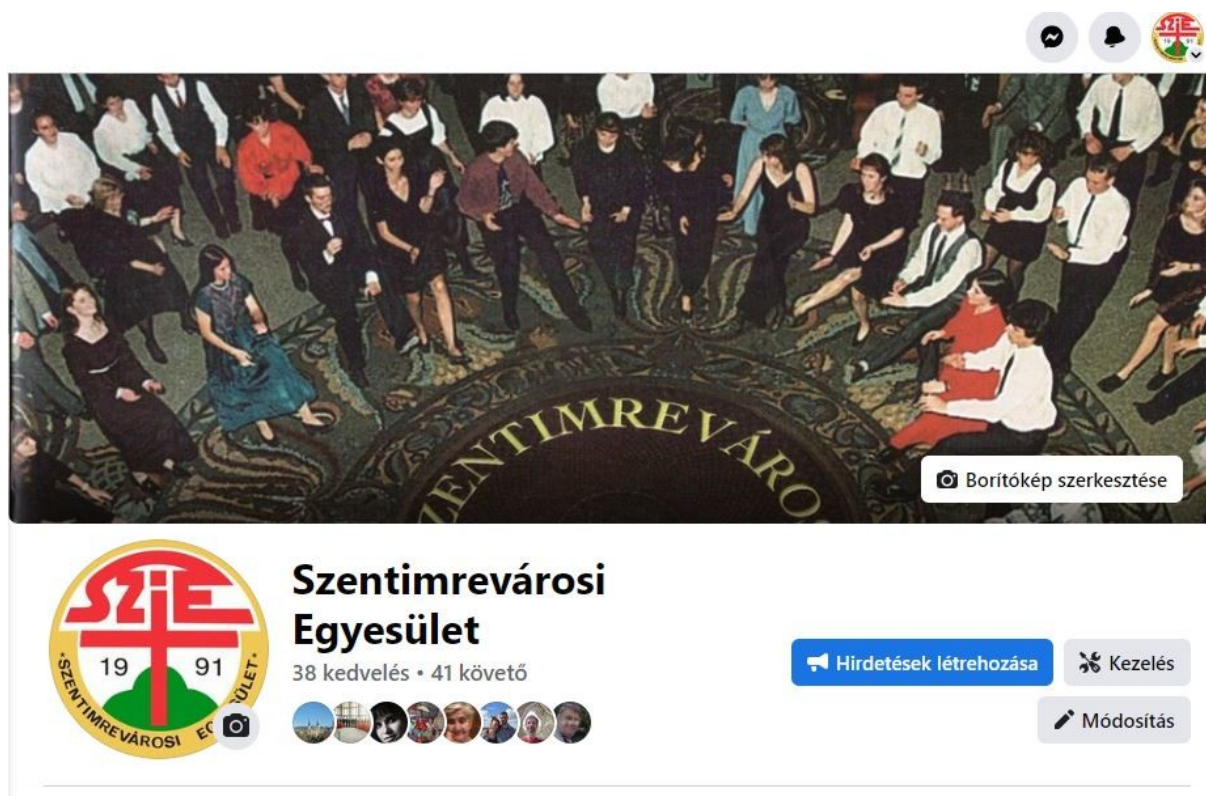 SZENTIMREVÁROS
Borítókép szerkesztése
SZIE
19 91
*SZENTIMREVÁROSI EGYESÜLET*
Szentimrevárosi
Egyesület
38 kedvelés • 41 követő
Hirdetések létrehozása
Kezelés
Módosítás